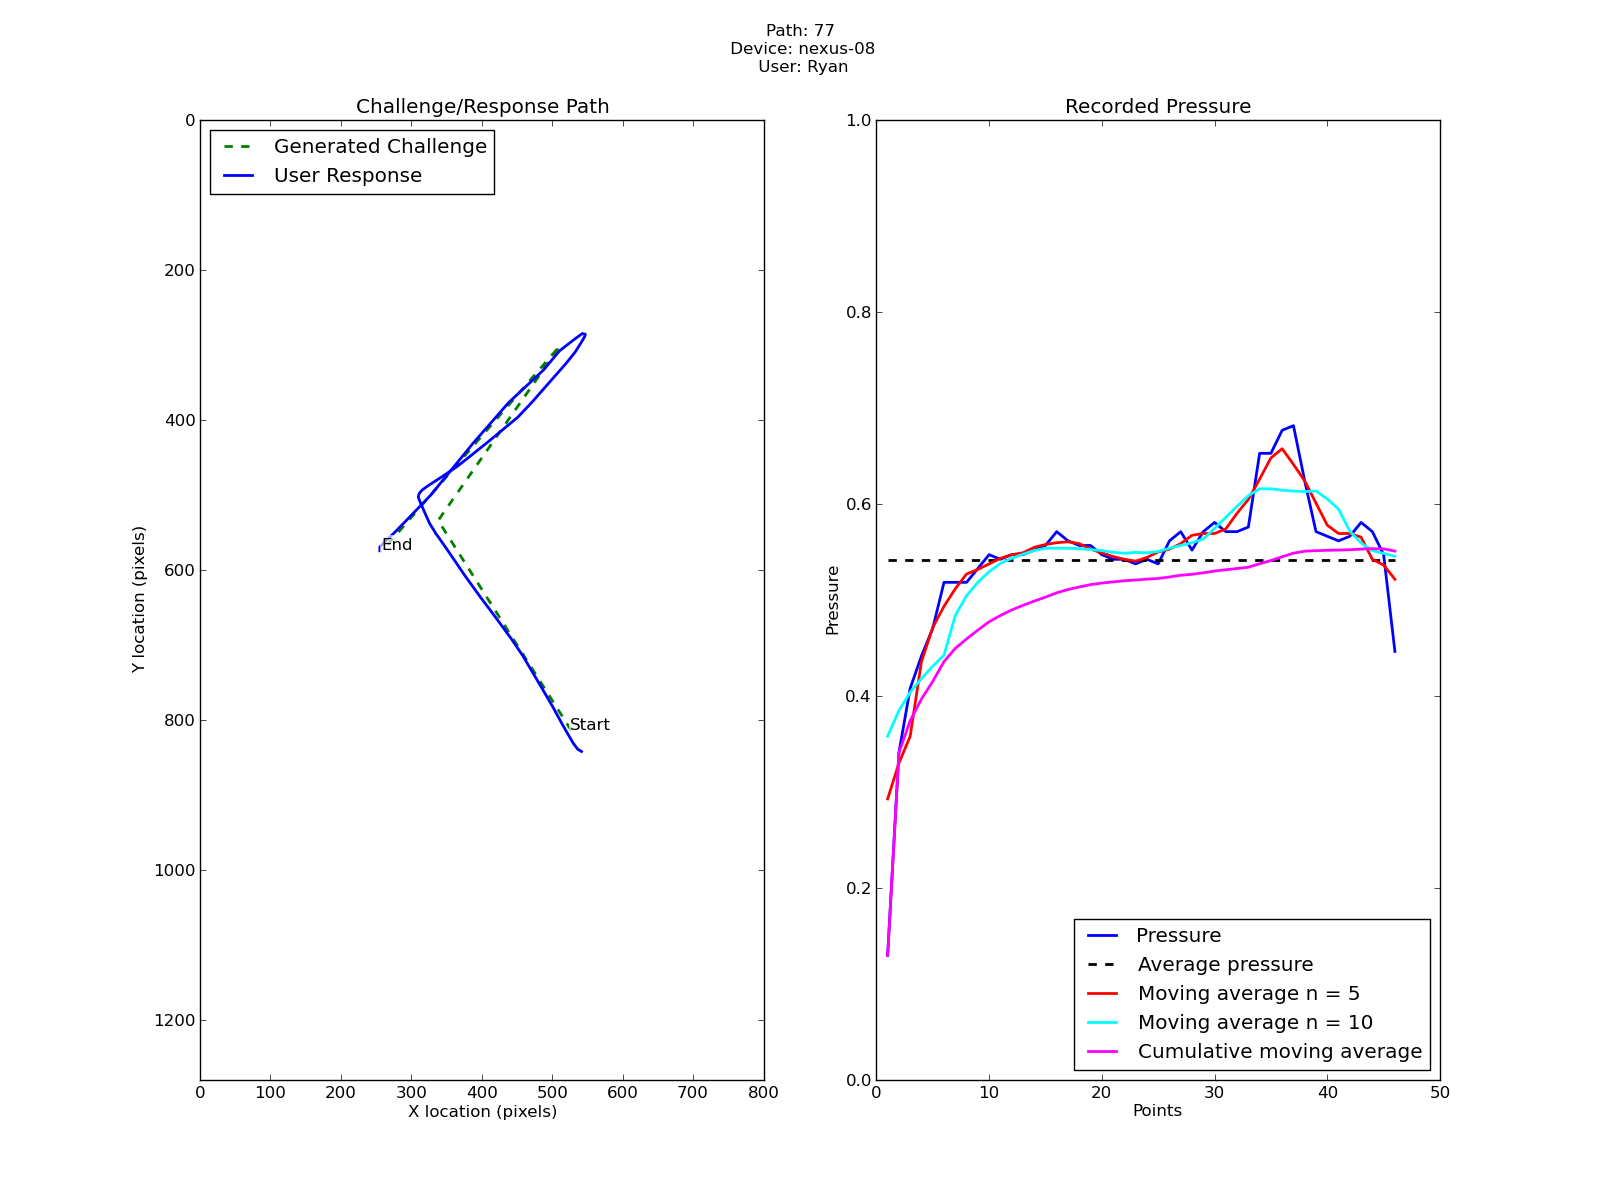 Path: 77
Device: nexus-08
User: Ryan
Challenge/Response Path
Generated Challenge
User Response
0
200
400
600
800
1000
1200
Y location (pixels)
End
Start
0 100 200 300 400 500 600 700 800
X location (pixels)
Recorded Pressure
1.0
0.8
0.6
0.4
0.2
0.0
Pressure
Pressure
Average pressure
Moving average n = 5
Moving average n = 10
Cumulative moving average
0 10 20 30 40 50
Points